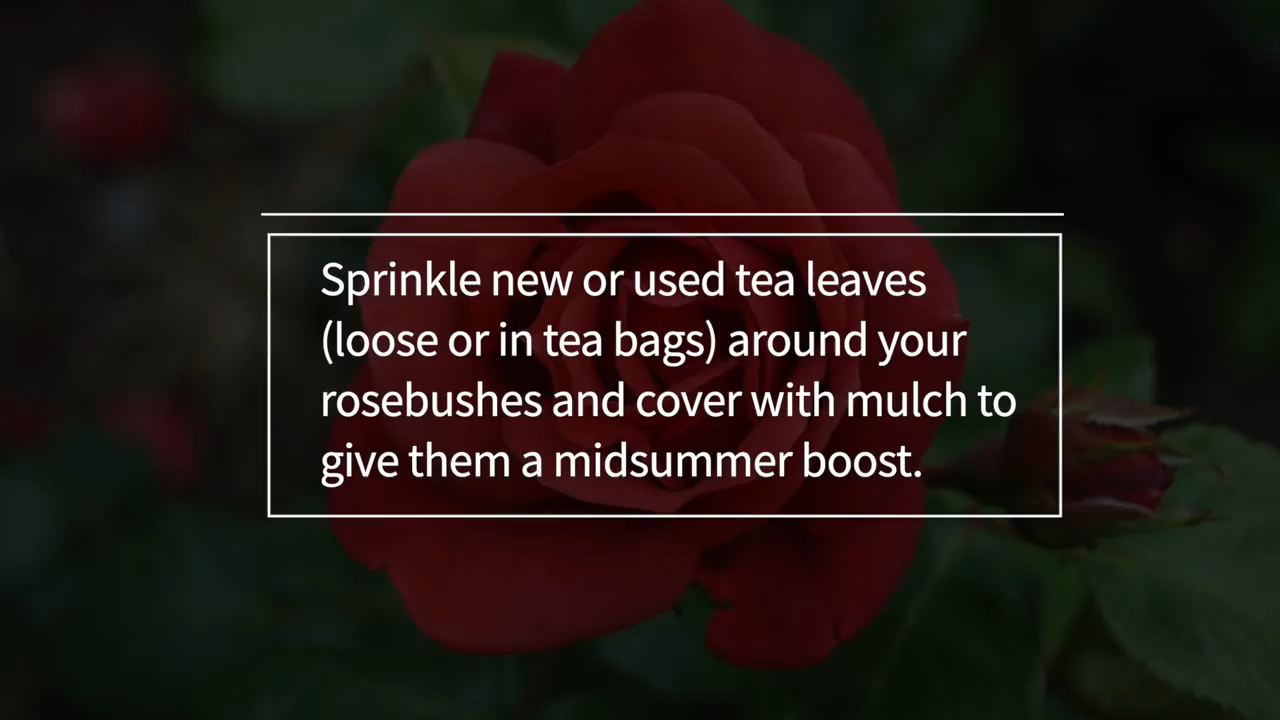 Sprinkle new or used tea leaves
(loose or in tea bags) around your
rosebushes and cover with mulch to
give them a midsummer boost.